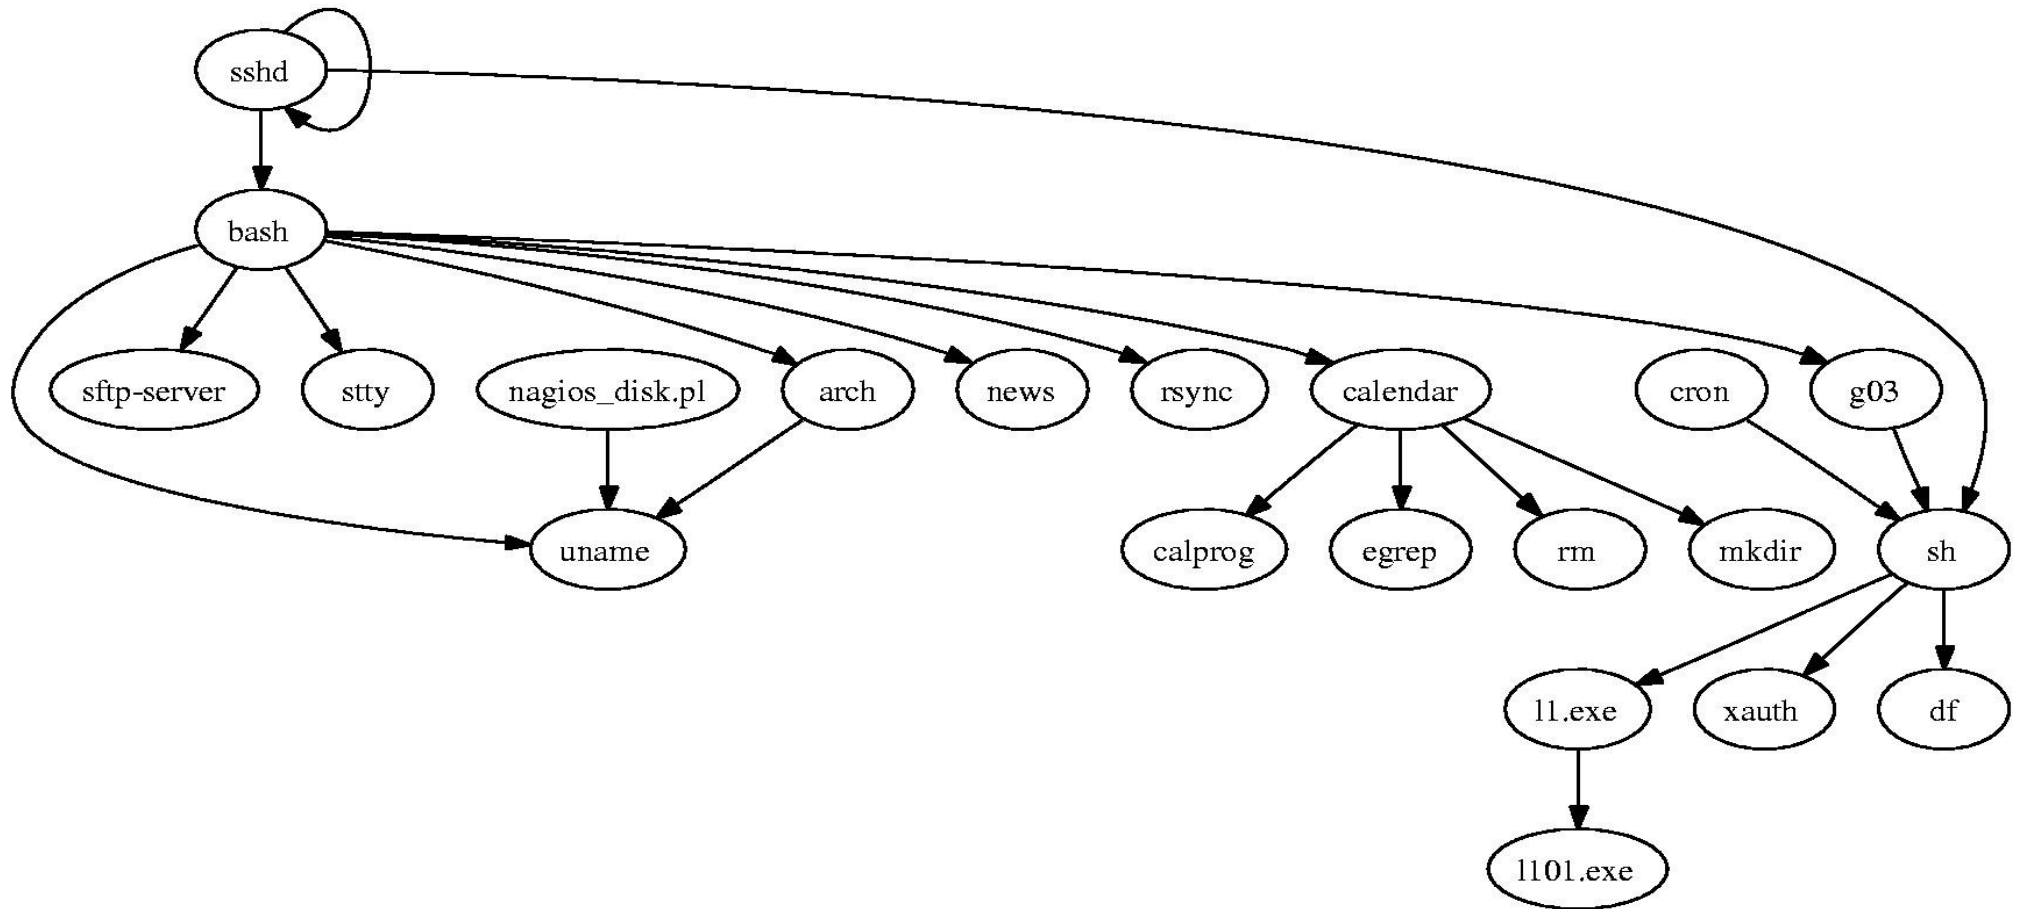 sshd
bash
sftp-server
stty
nagios_disk.pl
arch
news
rsync
calendar
cron
g03
uname
calprog
egrep
rm
mkdir
sh
l1.exe
xauth
df
l101.exe